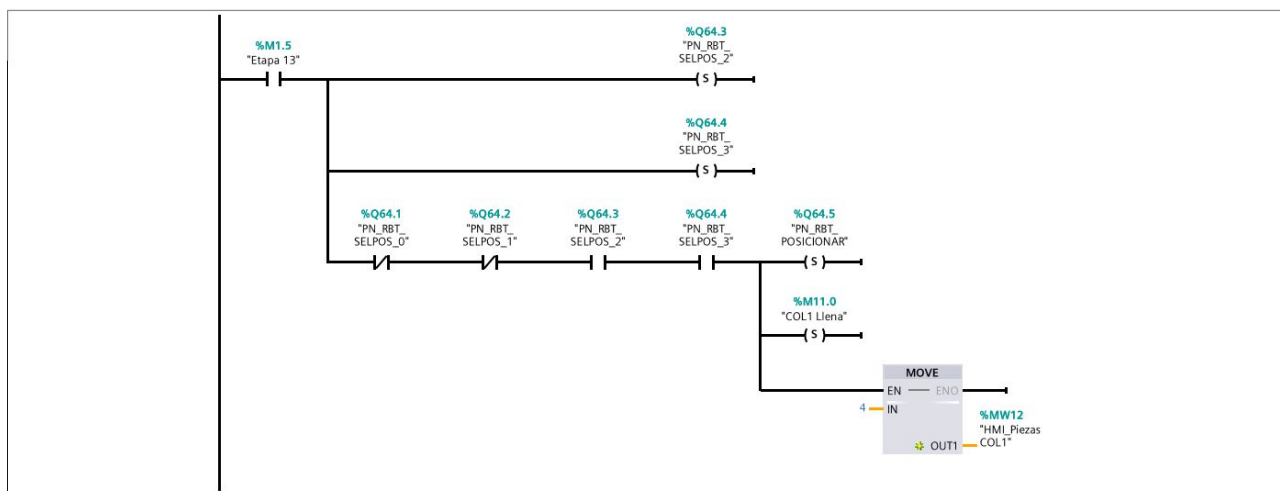 %Q64.3
%M1.5
"PN_RBT_
"Etapa 13"
SELPOS_2"
( S )
%Q64.4
"PN_RBT_
SELPOS_3"
( S )
%Q64.1 %Q64.2 %Q64.3 %Q64.4 %Q64.5
"PN_RBT_ "PN_RBT_ "PN_RBT_ "PN_RBT_ "PN_RBT_
SELPOS_0" SELPOS_1" SELPOS_2" SELPOS_3" POSICIONAR"
( S )
%M11.0
"COL1 Llena"
( S )
MOVE
EN ENO
4 IN
%MW12
"HMI_Piezas
OUT1 COL1"